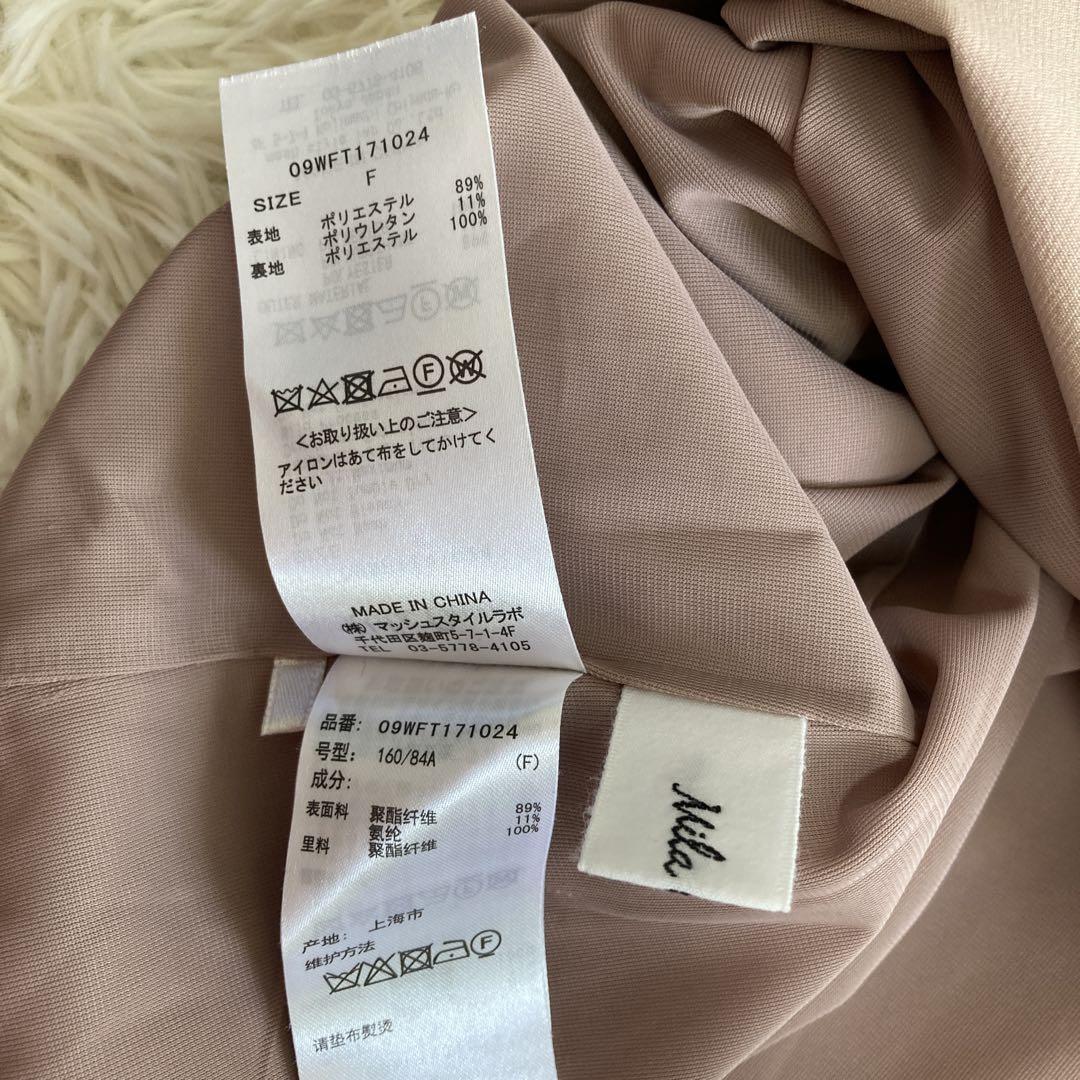 09WFT171024
SIZE F
表地 ポリエステル 89%
ポリウレタン 11%
裏地 ポリエステル 100%
<お取り扱い上のご注意>
アイロンはあて布をしてかけてく
ださい
MADE IN CHINA
(株) マッシュスタイルラボ
千代田区麹町5-7-1-4F
TEL 03-5778-4105
品番: 09WFT171024
号型: 160/84A (F)
成分:
表面料 聚酯纤维 89%
氨纶 11%
里料 聚酯纤维 100%
产地: 上海市
维护方法
请垫布熨烫
Mila